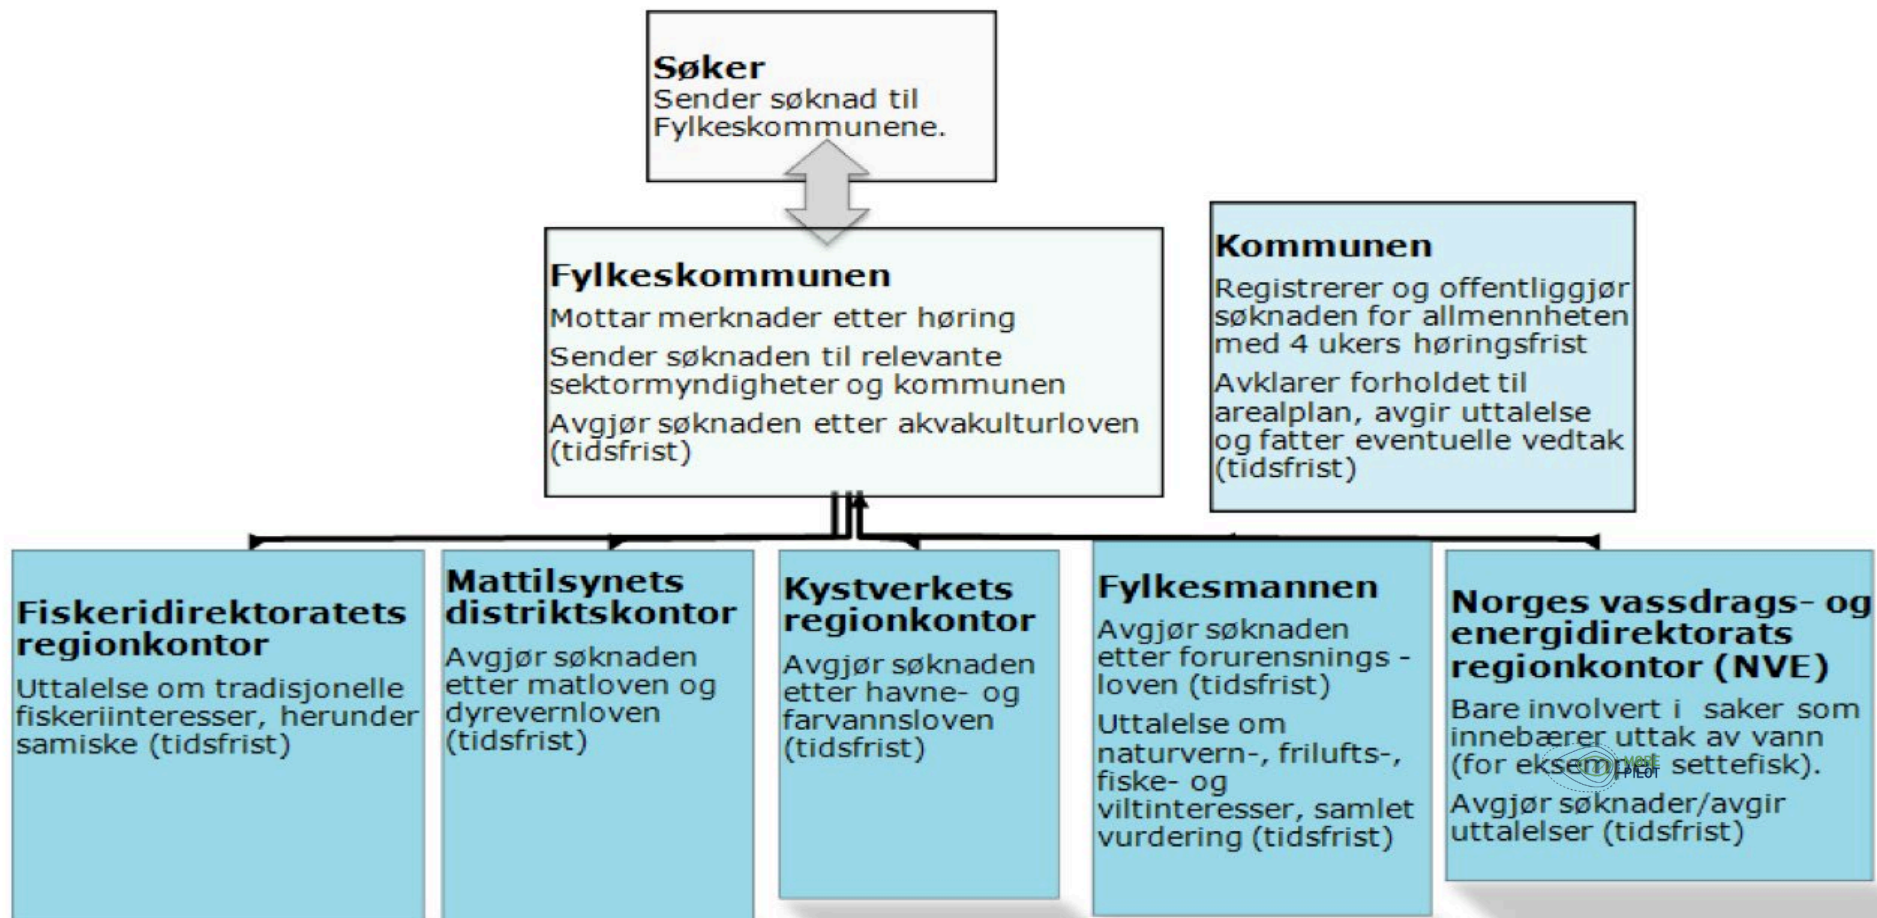 Søker
Sender søknad til
Fylkeskommunene.
Fylkeskommunen
Mottar merknader etter høring
Sender søknaden til relevante
sektormyndigheter og kommunen
Avgjør søknaden etter akvakulturloven
(tidsfrist)
Kommunen
Registrerer og offentliggjør
søknaden for allmennheten
med 4 ukers høringsfrist
Avklarer forholdet til
arealplan, avgir uttalelse
og fatter eventuelle vedtak
(tidsfrist)
Fiskeridirektoratets
regionkontor
Uttalelse om tradisjonelle
fiskeriinteresser, herunder
samiske (tidsfrist)
Mattilsynets
distriktskontor
Avgjør søknaden
etter matloven og
dyrevernloven
(tidsfrist)
Kystverkets
regionkontor
Avgjør søknaden
etter havne- og
farvannsloven
(tidsfrist)
Fylkesmannen
Avgjør søknaden
etter forurensnings -
loven (tidsfrist)
Uttalelse om
naturvern-, frilufts-,
fiske- og
viltinteresser, samlet
vurdering (tidsfrist)
Norges vassdrags- og
energidirektorats
regionkontor (NVE)
Bare involvert i saker som
innebærer uttak av vann
(for eksempel settefisk).
Avgjør søknader/avgir
uttalelser (tidsfrist)
PILOT